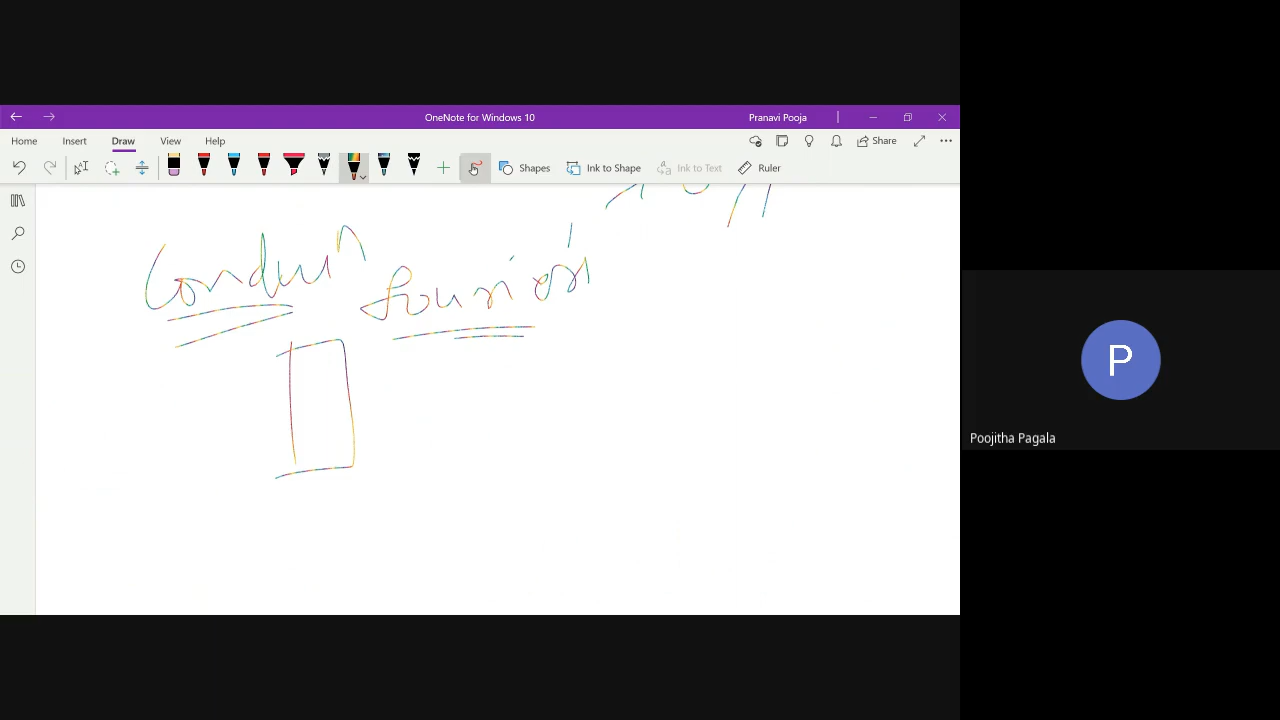 OneNote for Windows 10
Pranavi Pooja
Home Insert Draw View Help
Share
Shapes Ink to Shape Ink to Text Ruler
P
Poojitha Pagala